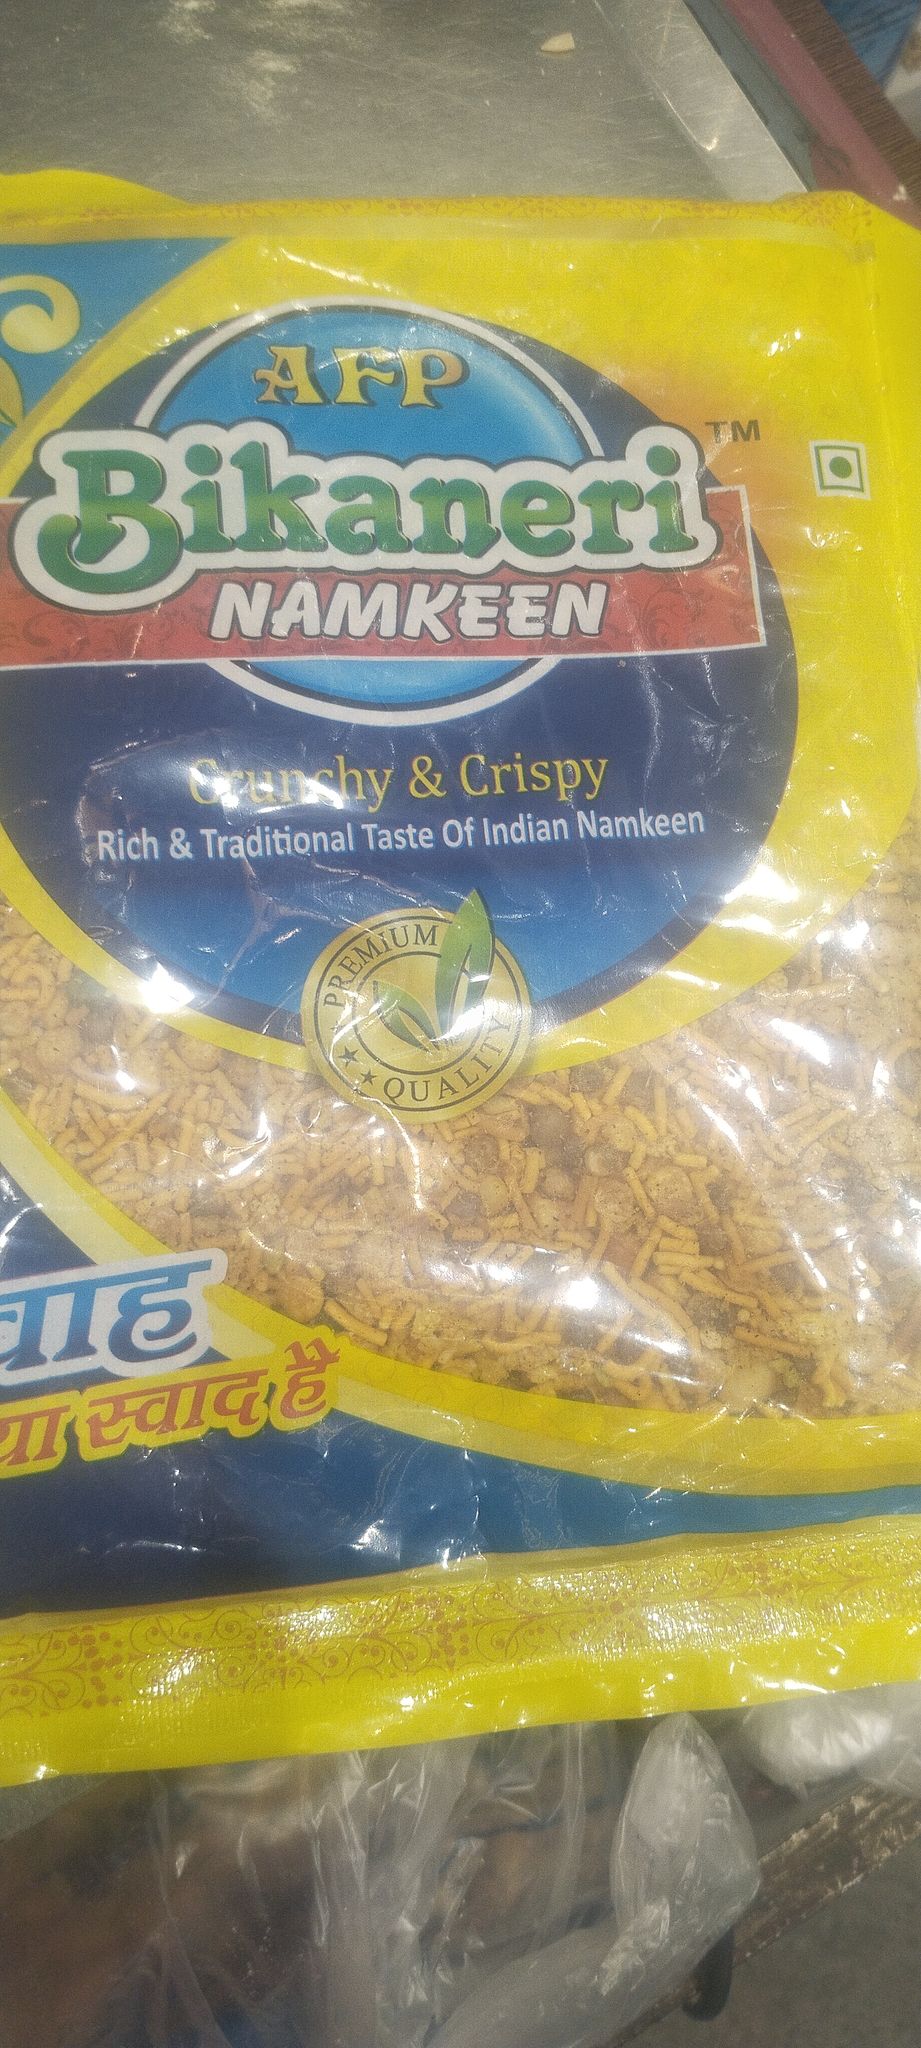 AFP
Bikaneri
TM
NAMKEEN
Crunchy & Crispy
Rich & Traditional Taste Of Indian Namkeen
PREMIUM
QUALITY
वाह
स्वाद है